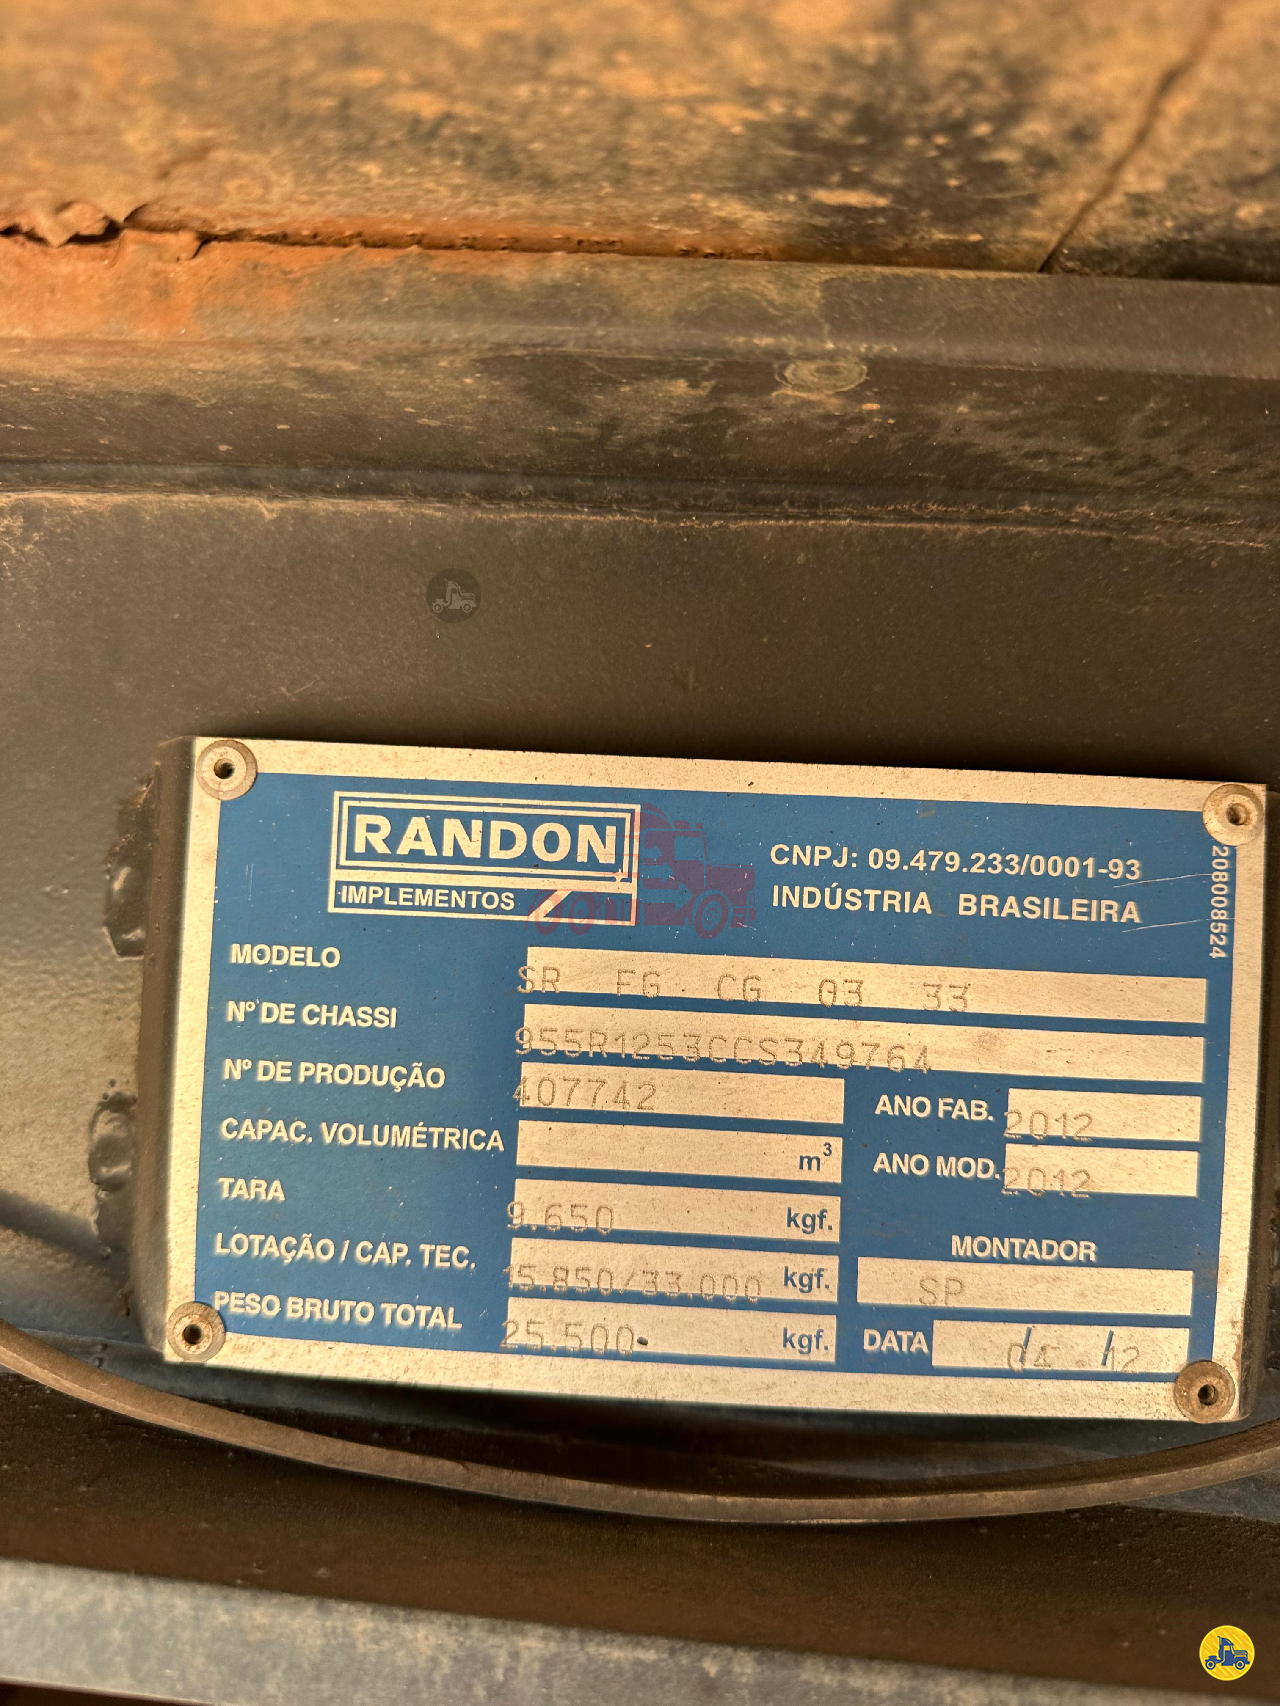 RANDON
IMPLEMENTOS
CNPJ: 09.479.233/0001-93
INDÚSTRIA BRASILEIRA
208008524
MODELO SR FG CG 03 33
Nº DE CHASSI 955R1253CCS349764
Nº DE PRODUÇÃO 407742
ANO FAB. 2012
CAPAC. VOLUMÉTRICA m³
ANO MOD. 2012
TARA 9.650 kgf.
LOTAÇÃO / CAP. TEC. 15.850/33.000 kgf.
MONTADOR
SP
PESO BRUTO TOTAL 25.500 kgf.
DATA 04 / 12